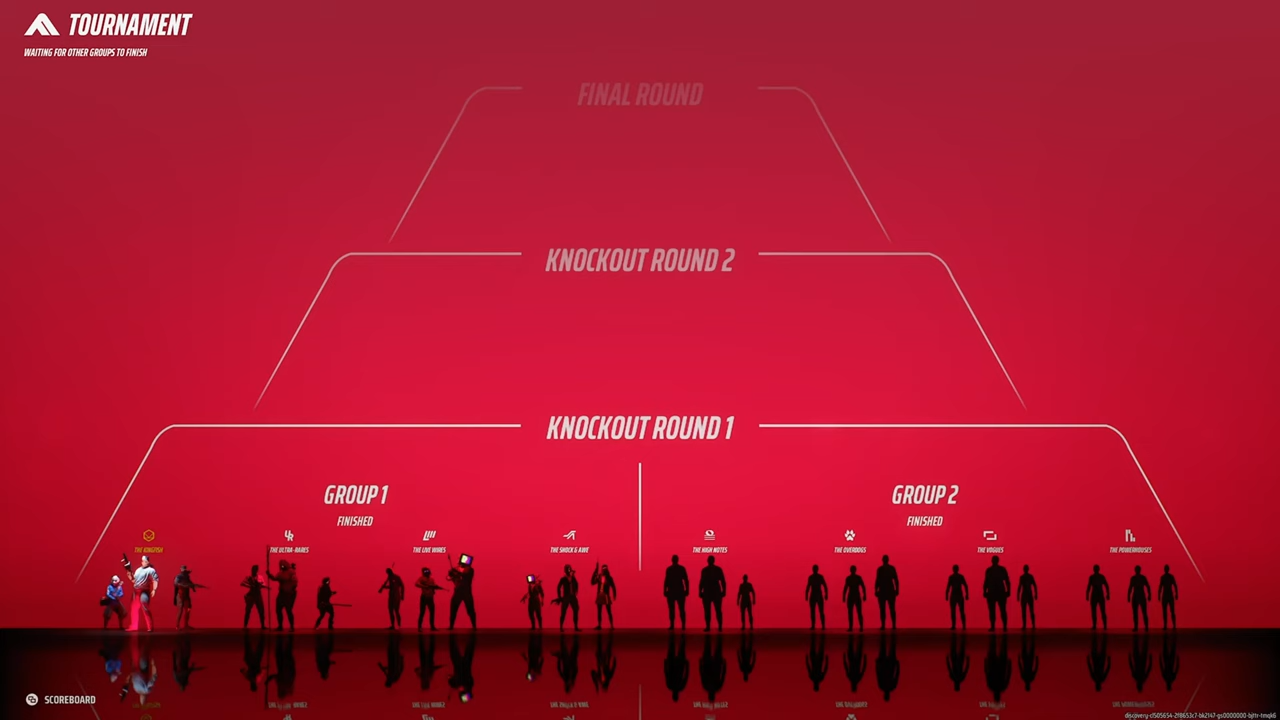 TOURNAMENT
WAITING FOR OTHER GROUPS TO FINISH
FINAL ROUND
KNOCKOUT ROUND 2
KNOCKOUT ROUND 1
GROUP 1
FINISHED
GROUP 2
FINISHED
THE KINGFISH
THE ULTRA-RARES
THE LIVE WIRES
THE SHOCK & AWE
THE HIGH NOTES
THE OVERDOGS
THE VOGUES
THE POWERHOUSES
SCOREBOARD